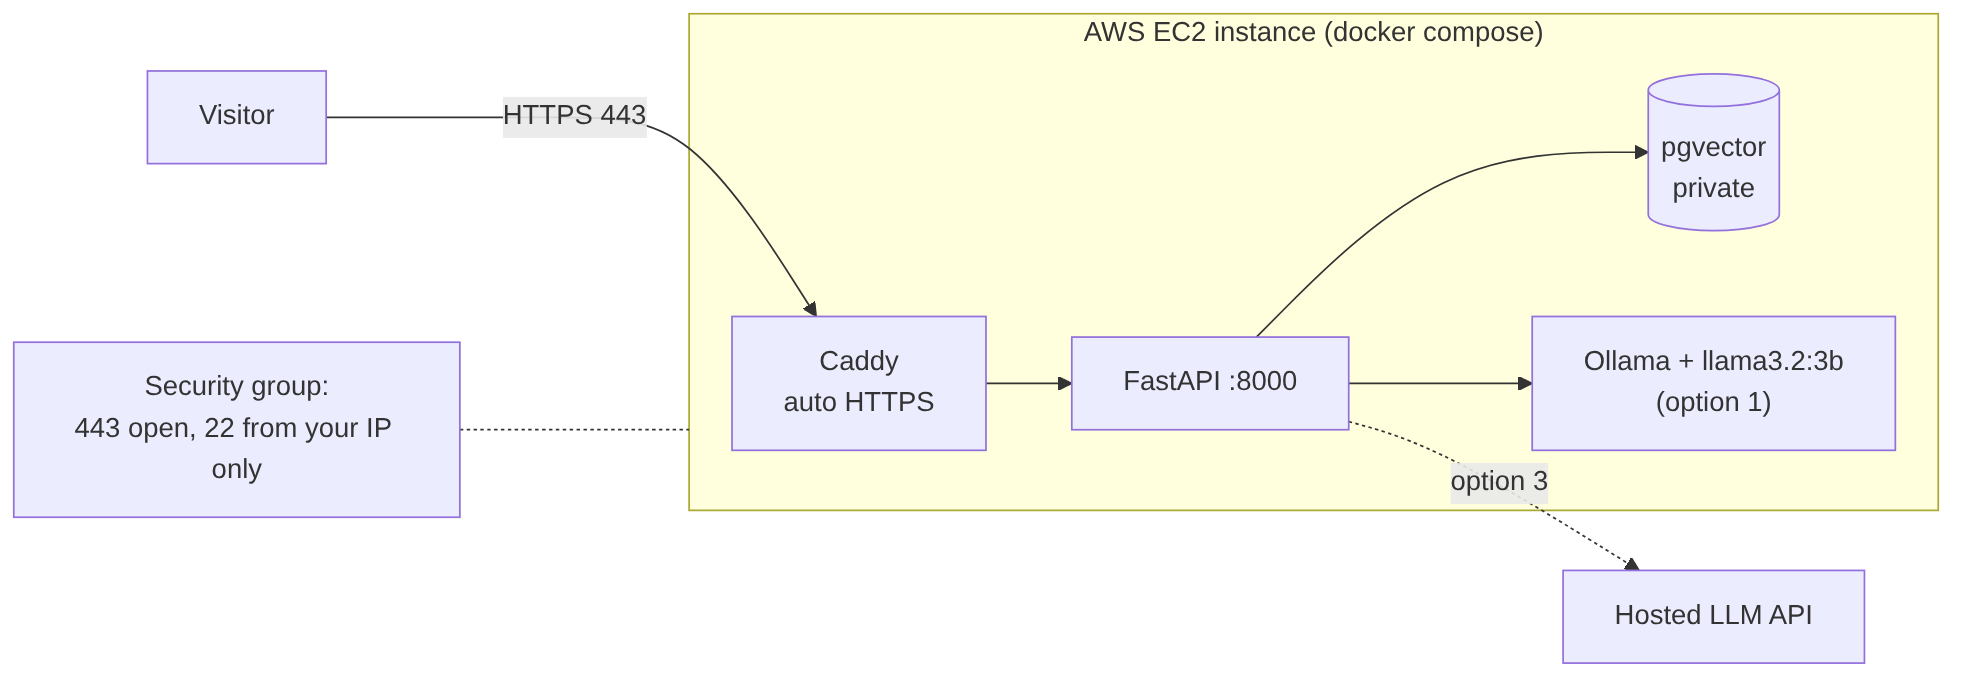 AWS EC2 instance (docker compose)
Visitor
HTTPS 443
pgvector
private
Security group:
443 open, 22 from your IP
only
Caddy
auto HTTPS
FastAPI :8000
Ollama + llama3.2:3b
(option 1)
option 3
Hosted LLM API